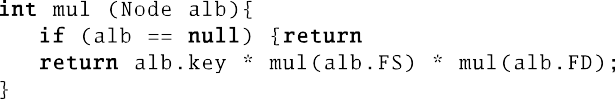 int mul (Node alb){
if (alb == null) {return
return alb.key * mul(alb.FS) * mul(alb.FD);
}